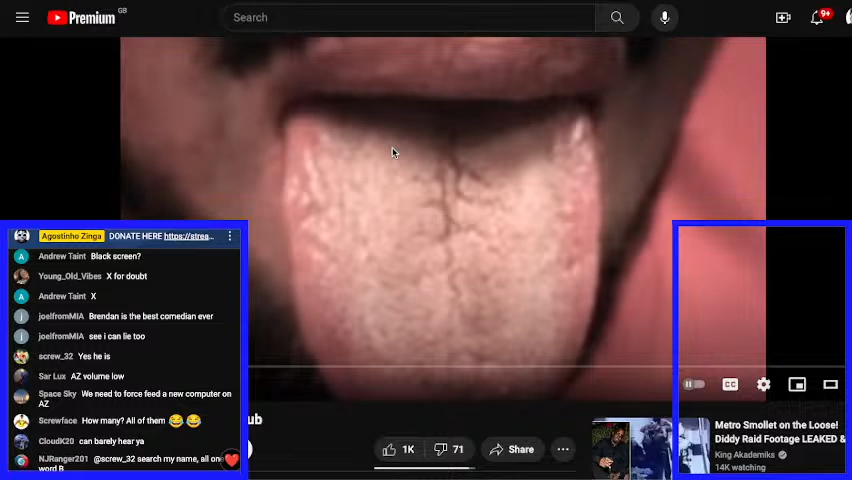 Premium GB
Search
9+
Agostinho Zinga DONATE HERE https://strea...
Andrew Taint Black screen?
Young_Old_Vibes X for doubt
Andrew Taint X
joelfromMIA Brendan is the best comedian ever
joelfromMIA see i can lie too
screw_32 Yes he is
Sar Lux AZ volume low
Space Sky We need to force feed a new computer on
AZ
Screwface How many? All of them 😂 😂
CloudK20 can barely hear ya
NJRanger201 @screw_32 search my name, all one
word B
CC
ub
1K
71
Share
Metro Smollet on the Loose!
Diddy Raid Footage LEAKED &
King Akademiks
14K watching